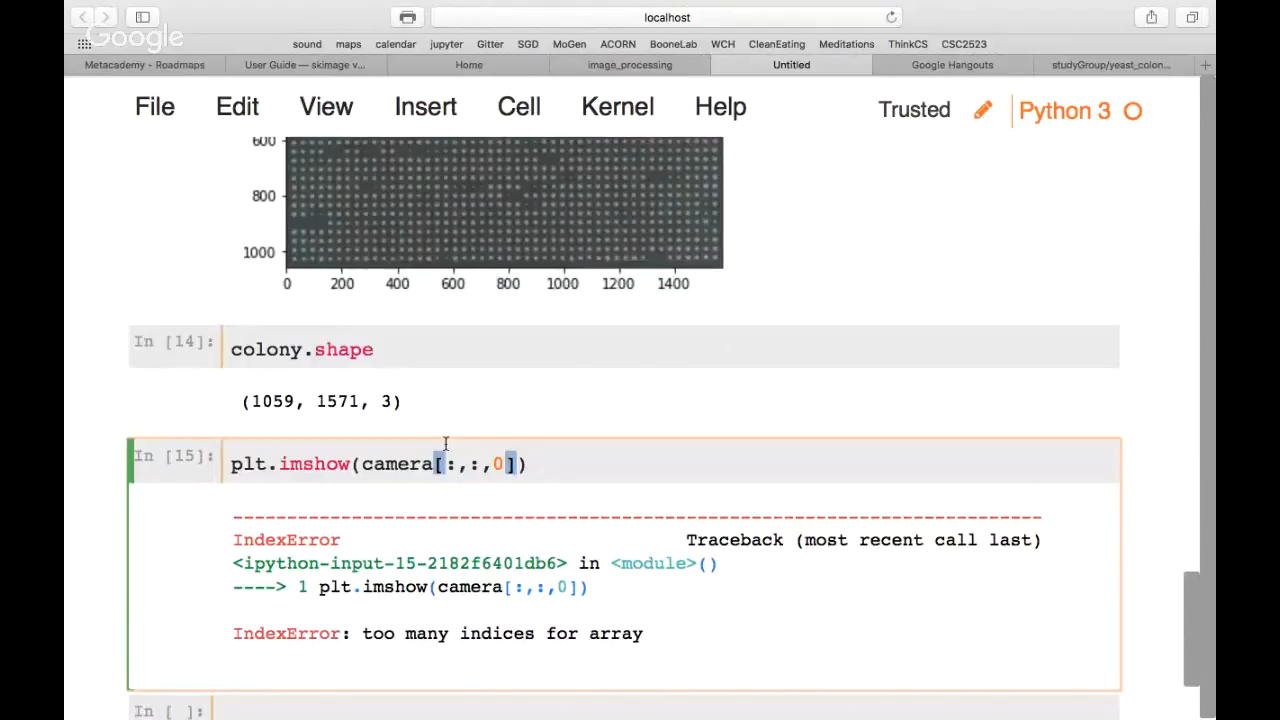 localhost
Google
sound maps calendar jupyter Gitter SGD MoGen ACORN BooneLab WCH CleanEating Meditations ThinkCS CSC2523
Metacademy - Roadmaps User Guide — skimage v... Home image_processing Untitled Google Hangouts studyGroup/yeast_colon... +
File Edit View Insert Cell Kernel Help Trusted Python 3
600
800
1000
0 200 400 600 800 1000 1200 1400
In [14]: colony.shape
(1059, 1571, 3)
In [15]: plt.imshow(camera[:,:,0])
---------------------------------------------------------------------------
IndexError Traceback (most recent call last)
<ipython-input-15-2182f6401db6> in <module>()
----> 1 plt.imshow(camera[:,:,0])
IndexError: too many indices for array
In [ ]: